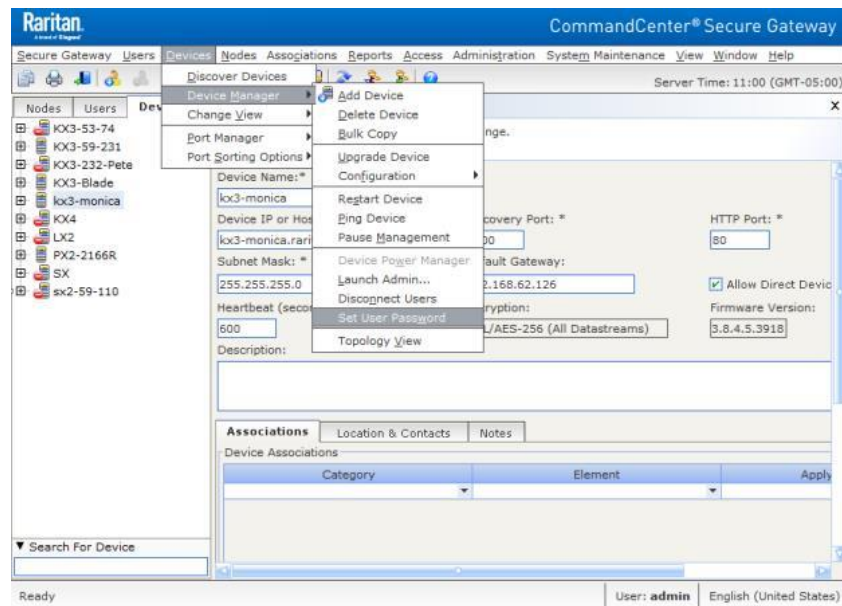 Raritan.
CommandCenter® Secure Gateway
Secure Gateway Users Devices Nodes Associations Reports Access Administration System Maintenance View Window Help
Server Time: 11:00 (GMT-05:00)
Discover Devices
Device Manager
Change View
Port Manager
Port Sorting Options
Add Device
Delete Device
Bulk Copy
Upgrade Device
Configuration
Restart Device
Ping Device
Pause Management
Device Power Manager
Launch Admin...
Disconnect Users
Set User Password
Topology View
Nodes Users Dev
x
KX3-53-74
KX3-59-231
KX3-232-Pete
KX3-Blade
kx3-monica
KX4
LX2
PX2-2166R
SX
sx2-59-110
nge.
Device Name:*
kx3-monica
Device IP or Hos
covery Port: *
HTTP Port: *
kx3-monica.rari
00
80
Subnet Mask: *
fault Gateway:
255.255.255.0
2.168.62.126
Allow Direct Devic
Heartbeat (secon
ryption:
Firmware Version:
600
L/AES-256 (All Datastreams)
3.8.4.5.3918
Description:
Associations Location & Contacts Notes
Device Associations
Category Element Apply
Search For Device
Ready
User: admin
English (United States)